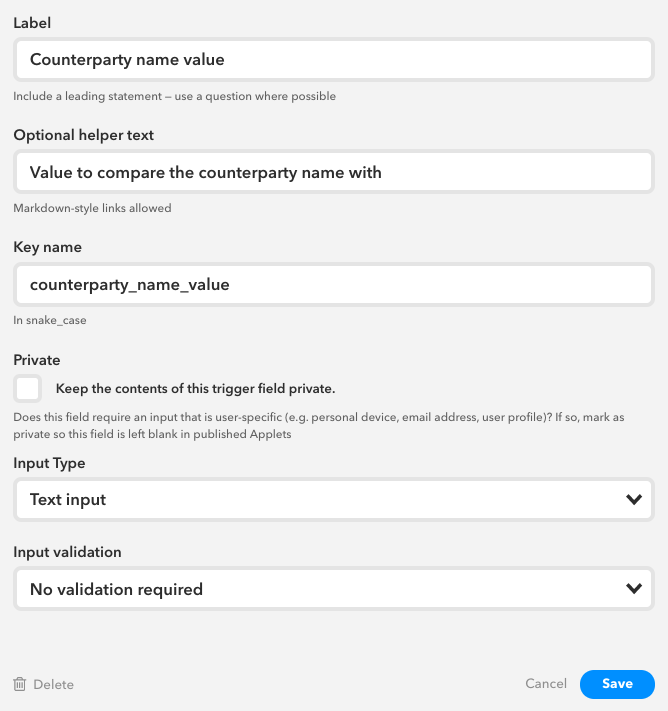 Label
Counterparty name value
Include a leading statement — use a question where possible
Optional helper text
Value to compare the counterparty name with
Markdown-style links allowed
Key name
counterparty_name_value
In snake_case
Private
Keep the contents of this trigger field private.
Does this field require an input that is user-specific (e.g. personal device, email address, user profile)? If so, mark as
private so this field is left blank in published Applets
Input Type
Text input
Input validation
No validation required
Delete
Cancel
Save